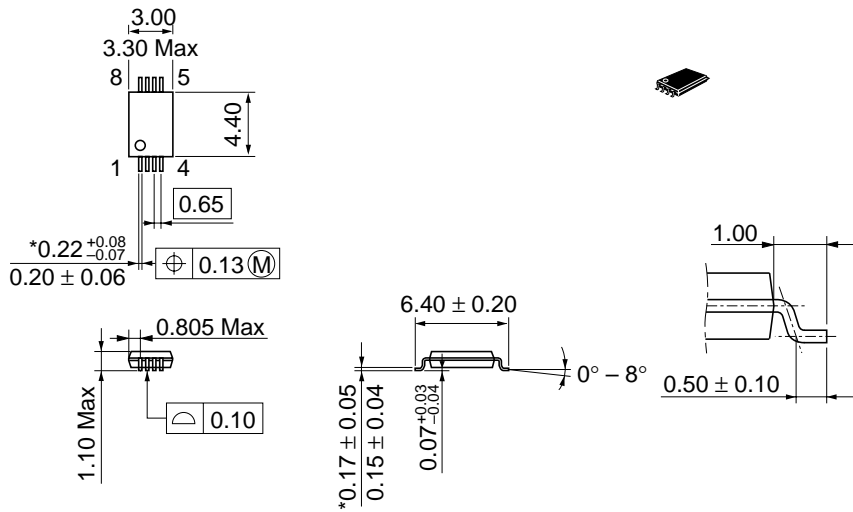 3.00
3.30 Max
8 5
4.40
1 4
0.65
*0.22 +0.08 −0.07
0.20 ± 0.06
0.13 Ⓜ
0.805 Max
1.10 Max
0.10
6.40 ± 0.20
0° – 8°
*0.17 ± 0.05
0.15 ± 0.04
0.07 +0.03 −0.04
1.00
0.50 ± 0.10